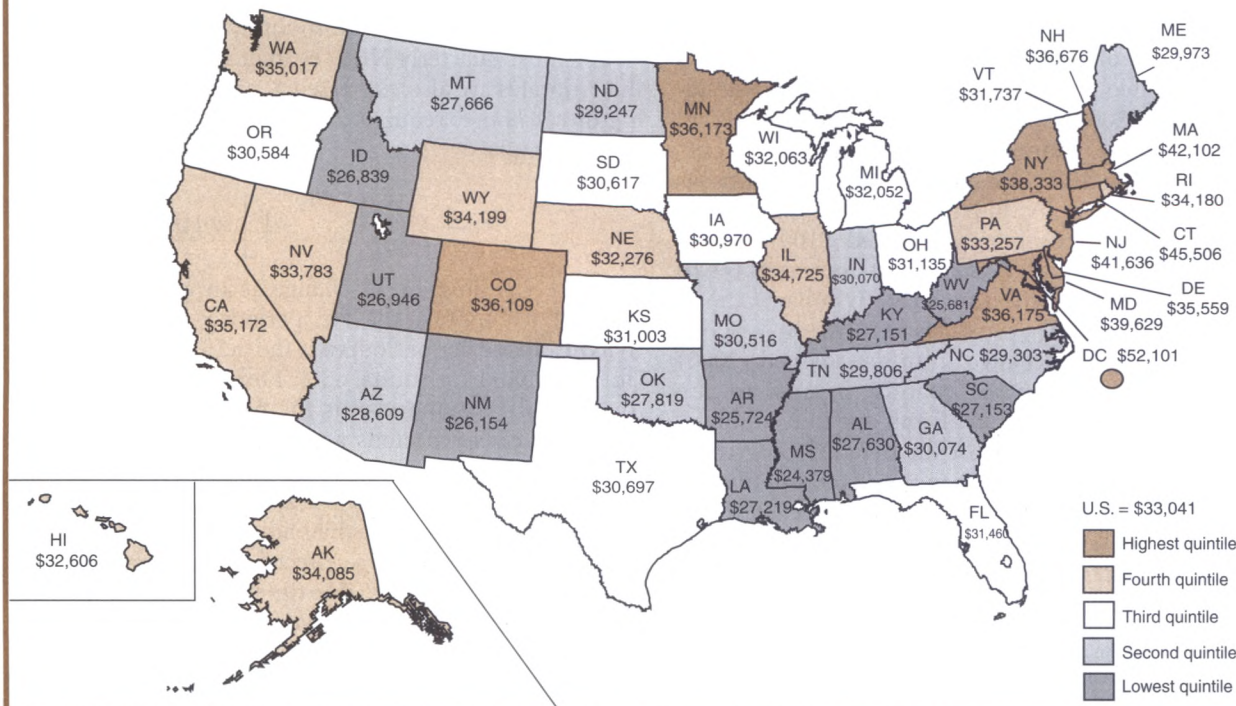 WA
$35,017
OR
$30,584
CA
$35,172
NV
$33,783
ID
$26,839
MT
$27,666
WY
$34,199
UT
$26,946
CO
$36,109
AZ
$28,609
NM
$26,154
ND
$29,247
SD
$30,617
NE
$32,276
KS
$31,003
OK
$27,819
TX
$30,697
MN
$36,173
IA
$30,970
MO
$30,516
AR
$25,724
LA
$27,219
WI
$32,063
IL
$34,725
MI
$32,052
IN
$30,070
OH
$31,135
KY
$27,151
TN $29,806
MS
$24,379
AL
$27,630
GA
$30,074
FL
$31,460
SC
$27,153
NC $29,303
VA
$36,175
WV
$25,681
PA
$33,257
NY
$38,333
VT
$31,737
NH
$36,676
ME
$29,973
MA
$42,102
RI
$34,180
CT
$45,506
NJ
$41,636
DE
$35,559
MD
$39,629
DC $52,101
HI
$32,606
AK
$34,085
U.S. = $33,041
Highest quintile
Fourth quintile
Third quintile
Second quintile
Lowest quintile